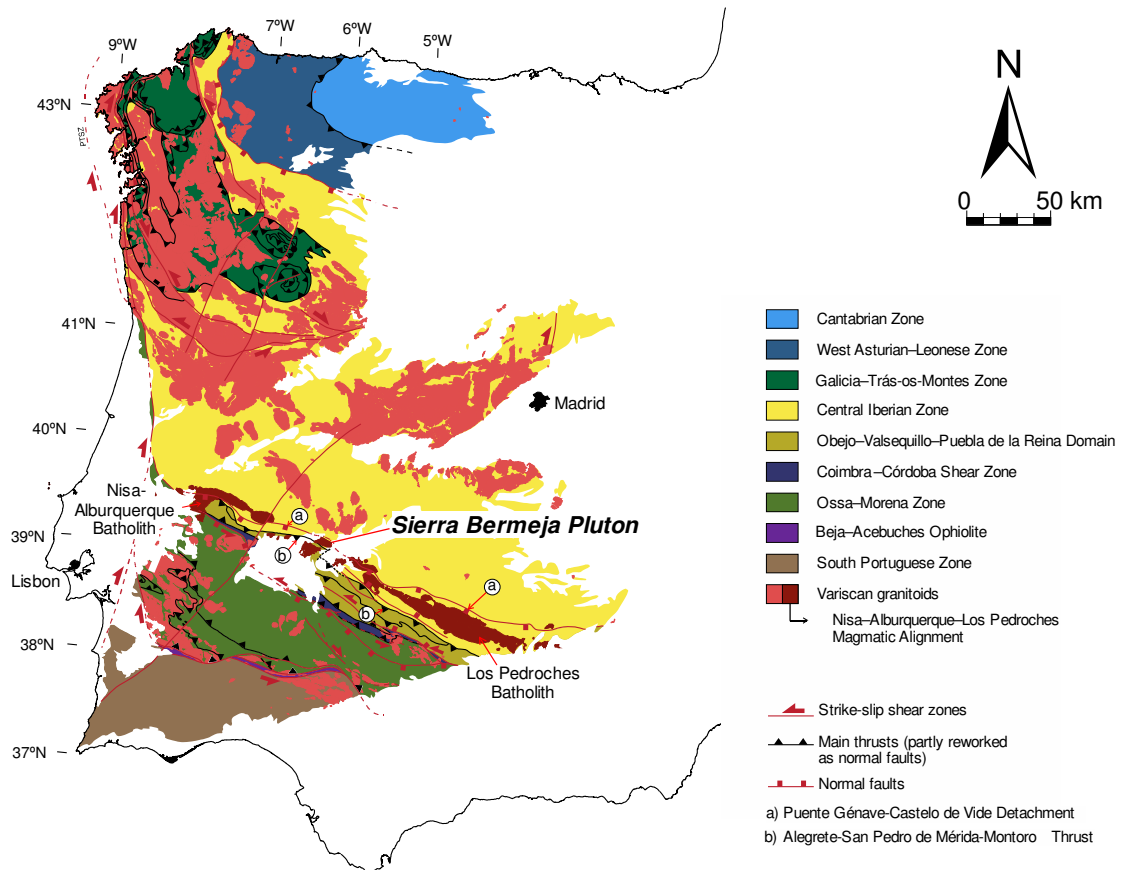 9ºW
7ºW
6ºW
5ºW
N
43ºN
PTSZ
0 50 km
41ºN
Cantabrian Zone
West Asturian–Leonese Zone
Galicia–Trás-os-Montes Zone
Madrid
Central Iberian Zone
40ºN
Obejo–Valsequillo–Puebla de la Reina Domain
Coimbra–Córdoba Shear Zone
Nisa-
Alburquerque
Batholith
a
Sierra Bermeja Pluton
Ossa–Morena Zone
39ºN
b
Beja–Acebuches Ophiolite
Lisbon
South Portuguese Zone
a
b
Variscan granitoids
Nisa–Alburquerque–Los Pedroches
Magmatic Alignment
38ºN
Los Pedroches
Batholith
Strike-slip shear zones
37ºN
Main thrusts (partly reworked
as normal faults)
Normal faults
a) Puente Génave-Castelo de Vide Detachment
b) Alegrete-San Pedro de Mérida-Montoro Thrust